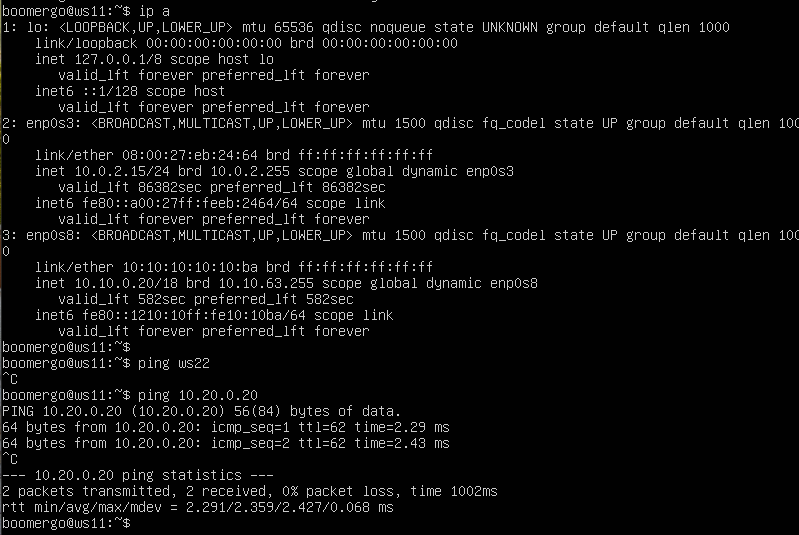 boomergo@ws11:~$ ip a
1: lo: <LOOPBACK,UP,LOWER_UP> mtu 65536 qdisc noqueue state UNKNOWN group default qlen 1000
    link/loopback 00:00:00:00:00:00 brd 00:00:00:00:00:00
    inet 127.0.0.1/8 scope host lo
       valid_lft forever preferred_lft forever
    inet6 ::1/128 scope host
       valid_lft forever preferred_lft forever
2: enp0s3: <BROADCAST,MULTICAST,UP,LOWER_UP> mtu 1500 qdisc fq_codel state UP group default qlen 100
0
    link/ether 08:00:27:eb:24:64 brd ff:ff:ff:ff:ff:ff
    inet 10.0.2.15/24 brd 10.0.2.255 scope global dynamic enp0s3
       valid_lft 86382sec preferred_lft 86382sec
    inet6 fe80::a00:27ff:feeb:2464/64 scope link
       valid_lft forever preferred_lft forever
3: enp0s8: <BROADCAST,MULTICAST,UP,LOWER_UP> mtu 1500 qdisc fq_codel state UP group default qlen 100
0
    link/ether 10:10:10:10:10:ba brd ff:ff:ff:ff:ff:ff
    inet 10.10.0.20/18 brd 10.10.63.255 scope global dynamic enp0s8
       valid_lft 582sec preferred_lft 582sec
    inet6 fe80::1210:10ff:fe10:10ba/64 scope link
       valid_lft forever preferred_lft forever
boomergo@ws11:~$
boomergo@ws11:~$ ping ws22
^C
boomergo@ws11:~$ ping 10.20.0.20
PING 10.20.0.20 (10.20.0.20) 56(84) bytes of data.
64 bytes from 10.20.0.20: icmp_seq=1 ttl=62 time=2.29 ms
64 bytes from 10.20.0.20: icmp_seq=2 ttl=62 time=2.43 ms
^C
--- 10.20.0.20 ping statistics ---
2 packets transmitted, 2 received, 0% packet loss, time 1002ms
rtt min/avg/max/mdev = 2.291/2.359/2.427/0.068 ms
boomergo@ws11:~$